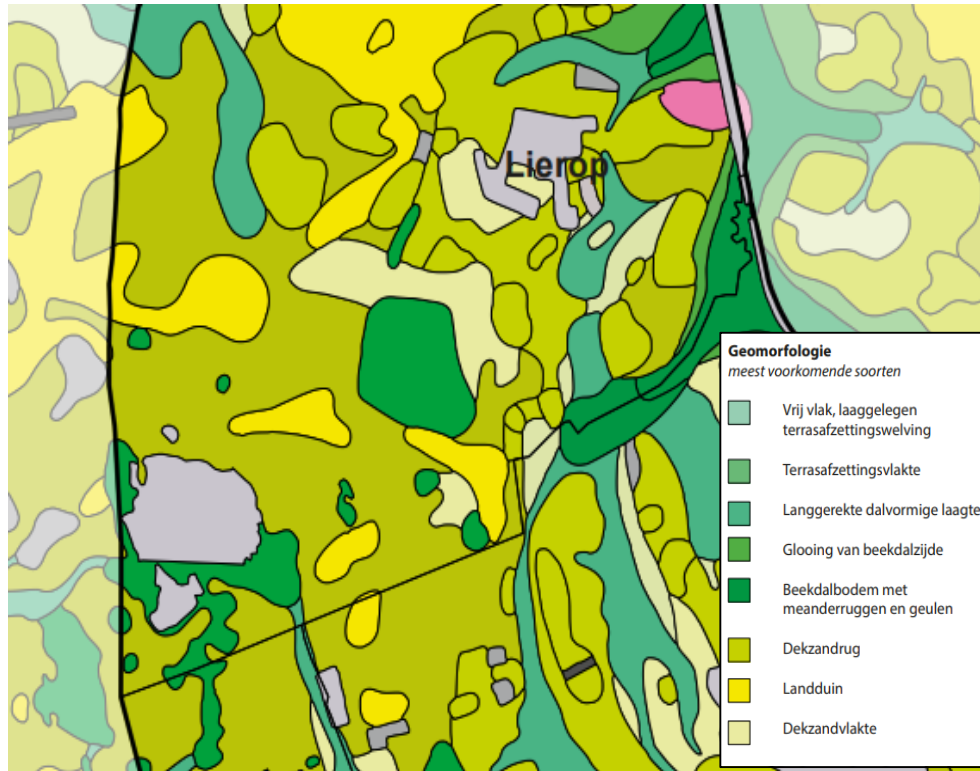 Lierop
Geomorfologie
meest voorkomende soorten
Vrij vlak, laaggelegen
terrasafzettingswelving
Terrasafzettingsvlakte
Langgerekte dalvormige laagte
Glooing van beekdalzijde
Beekdalbodem met
meanderruggen en geulen
Dekzandrug
Landduin
Dekzandvlakte